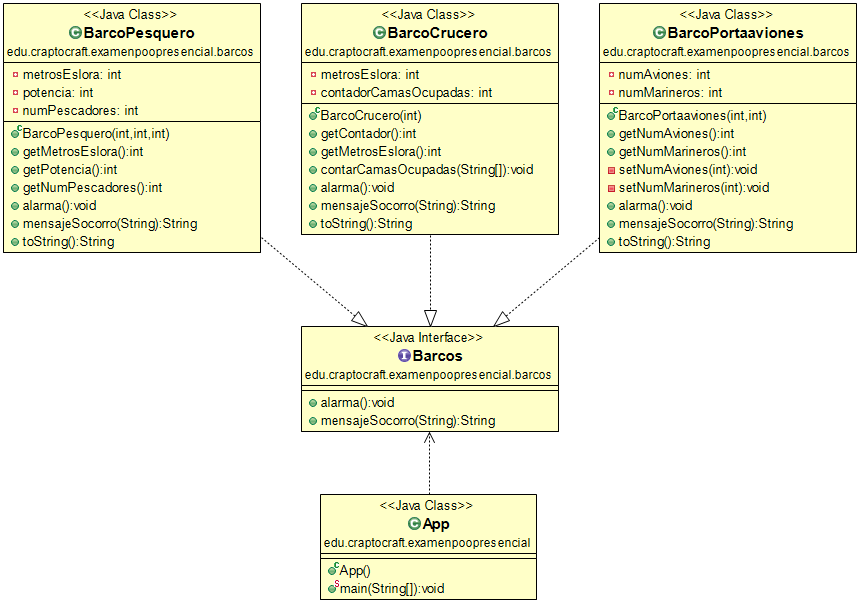 <<Java Class>>
BarcoPesquero
edu.craptocraft.examenpoopresencial.barcos
metrosEslora: int
potencia: int
numPescadores: int
BarcoPesquero(int,int,int)
getMetrosEslora():int
getPotencia():int
getNumPescadores():int
alarma():void
mensajeSocorro(String):String
toString():String
<<Java Class>>
BarcoCrucero
edu.craptocraft.examenpoopresencial.barcos
metrosEslora: int
contadorCamasOcupadas: int
BarcoCrucero(int)
getContador():int
getMetrosEslora():int
contarCamasOcupadas(String[]):void
alarma():void
mensajeSocorro(String):String
toString():String
<<Java Class>>
BarcoPortaaviones
edu.craptocraft.examenpoopresencial.barcos
numAviones: int
numMarineros: int
BarcoPortaaviones(int,int)
getNumAviones():int
getNumMarineros():int
setNumAviones(int):void
setNumMarineros(int):void
alarma():void
mensajeSocorro(String):String
toString():String
<<Java Interface>>
Barcos
edu.craptocraft.examenpoopresencial.barcos
alarma():void
mensajeSocorro(String):String
<<Java Class>>
App
edu.craptocraft.examenpoopresencial
App()
main(String[]):void